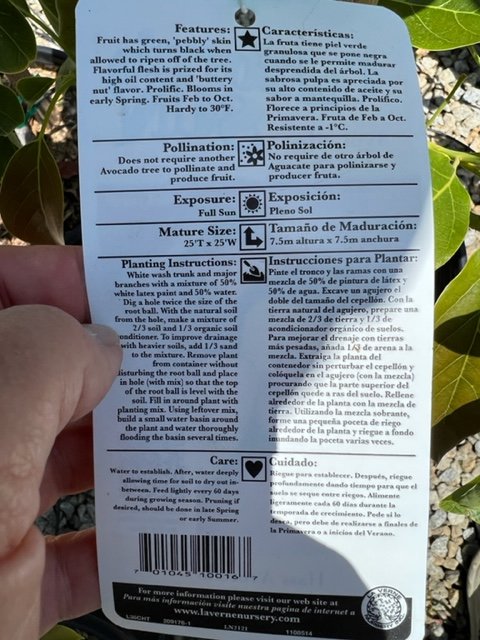 Features:
Fruit has green, 'pebbly' skin
which turns black when
allowed to ripen off of the tree.
Flavorful flesh is prized for its
high oil content and 'buttery
nut' flavor. Prolific. Blooms in
early Spring. Fruits Feb to Oct.
Hardy to 30°F.
Características:
La fruta tiene piel verde
granulosa que se pone negra
cuando se le permite madurar
desprendida del árbol. La
sabrosa pulpa es apreciada por
su alto contenido de aceite y su
sabor a mantequilla. Prolífico.
Florece a principios de la
Primavera. Fruta de Feb a Oct.
Resistente a -1°C.
Pollination:
Does not require another
Avocado tree to pollinate and
produce fruit.
Polinización:
No require de otro árbol de
Aguacate para polinizarse y
producir fruta.
Exposure:
Full Sun
Exposición:
Pleno Sol
Mature Size:
25'T x 25'W
Tamaño de Maduración:
7.5m altura x 7.5m anchura
Planting Instructions:
White wash trunk and major
branches with a mixture of 50%
white latex paint and 50% water.
Dig a hole twice the size of the
root ball. With the natural soil
from the hole, make a mixture of
2/3 soil and 1/3 organic soil
conditioner. To improve drainage
with heavier soils, add 1/3 sand
to the mixture. Remove plant
from container without
disturbing the root ball and place
in hole (with mix) so that the top
of the root ball is level with the
soil. Fill in around plant with
planting mix. Using leftover mix,
build a small water basin around
the plant and water thoroughly
flooding the basin several times.
Instrucciones para Plantar:
Pinte el tronco y las ramas con una
mezcla de 50% de pintura de látex y
50% de agua. Excave un agujero el
doble del tamaño del cepellón. Con la
tierra natural del agujero, prepare una
mezcla de 2/3 de tierra y 1/3 de
acondicionador orgánico de suelos.
Para mejorar el drenaje con tierras
más pesadas, añada 1/3 de arena a la
mezcla. Extraiga la planta del
contenedor sin perturbar el cepellón y
colóquela en el agujero (con la mezcla)
procurando que la parte superior del
cepellón quede a ras del suelo. Rellene
alrededor de la planta con la mezcla de
tierra. Utilizando la mezcla sobrante,
forme una pequeña poceta de riego
alrededor de la planta y riegue a fondo
inundando la poceta varias veces.
Care:
Water to establish. After, water deeply
allowing time for soil to dry out in-
between. Feed lightly every 60 days
during growing season. Pruning if
desired, should be done in late Spring
or early Summer.
Cuidado:
Riegue para establecer. Después, riegue
profundamente dando tiempo para que el
suelo se seque entre riegos. Alimente
ligeramente cada 60 días durante la
temporada de crecimiento. Pode si lo
desea, pero debe de realizarse a finales de
la Primavera o a inicios del Verano.
7 01045 10016 7
For more information please visit our web site at
Para más información visite nuestra pagina de internet a
www.lavernenursery.com
L30CHT 209176-1 LN2121 1100514
LA VERNE